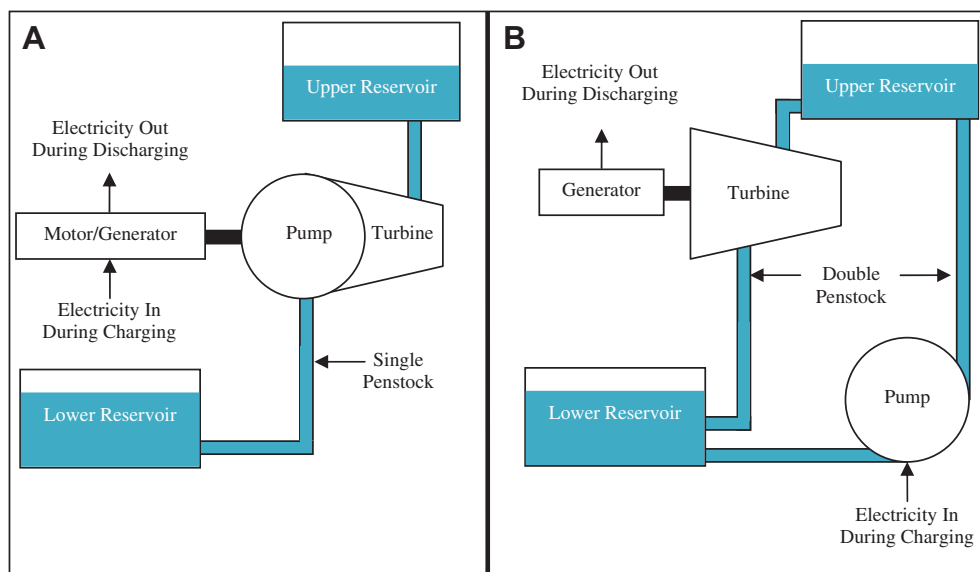 A
Upper Reservoir
Electricity Out
During Discharging
Motor/Generator
Pump
Turbine
Electricity In
During Charging
Single
Penstock
Lower Reservoir
B
Electricity Out
During Discharging
Upper Reservoir
Generator
Turbine
Double
Penstock
Lower Reservoir
Pump
Electricity In
During Charging